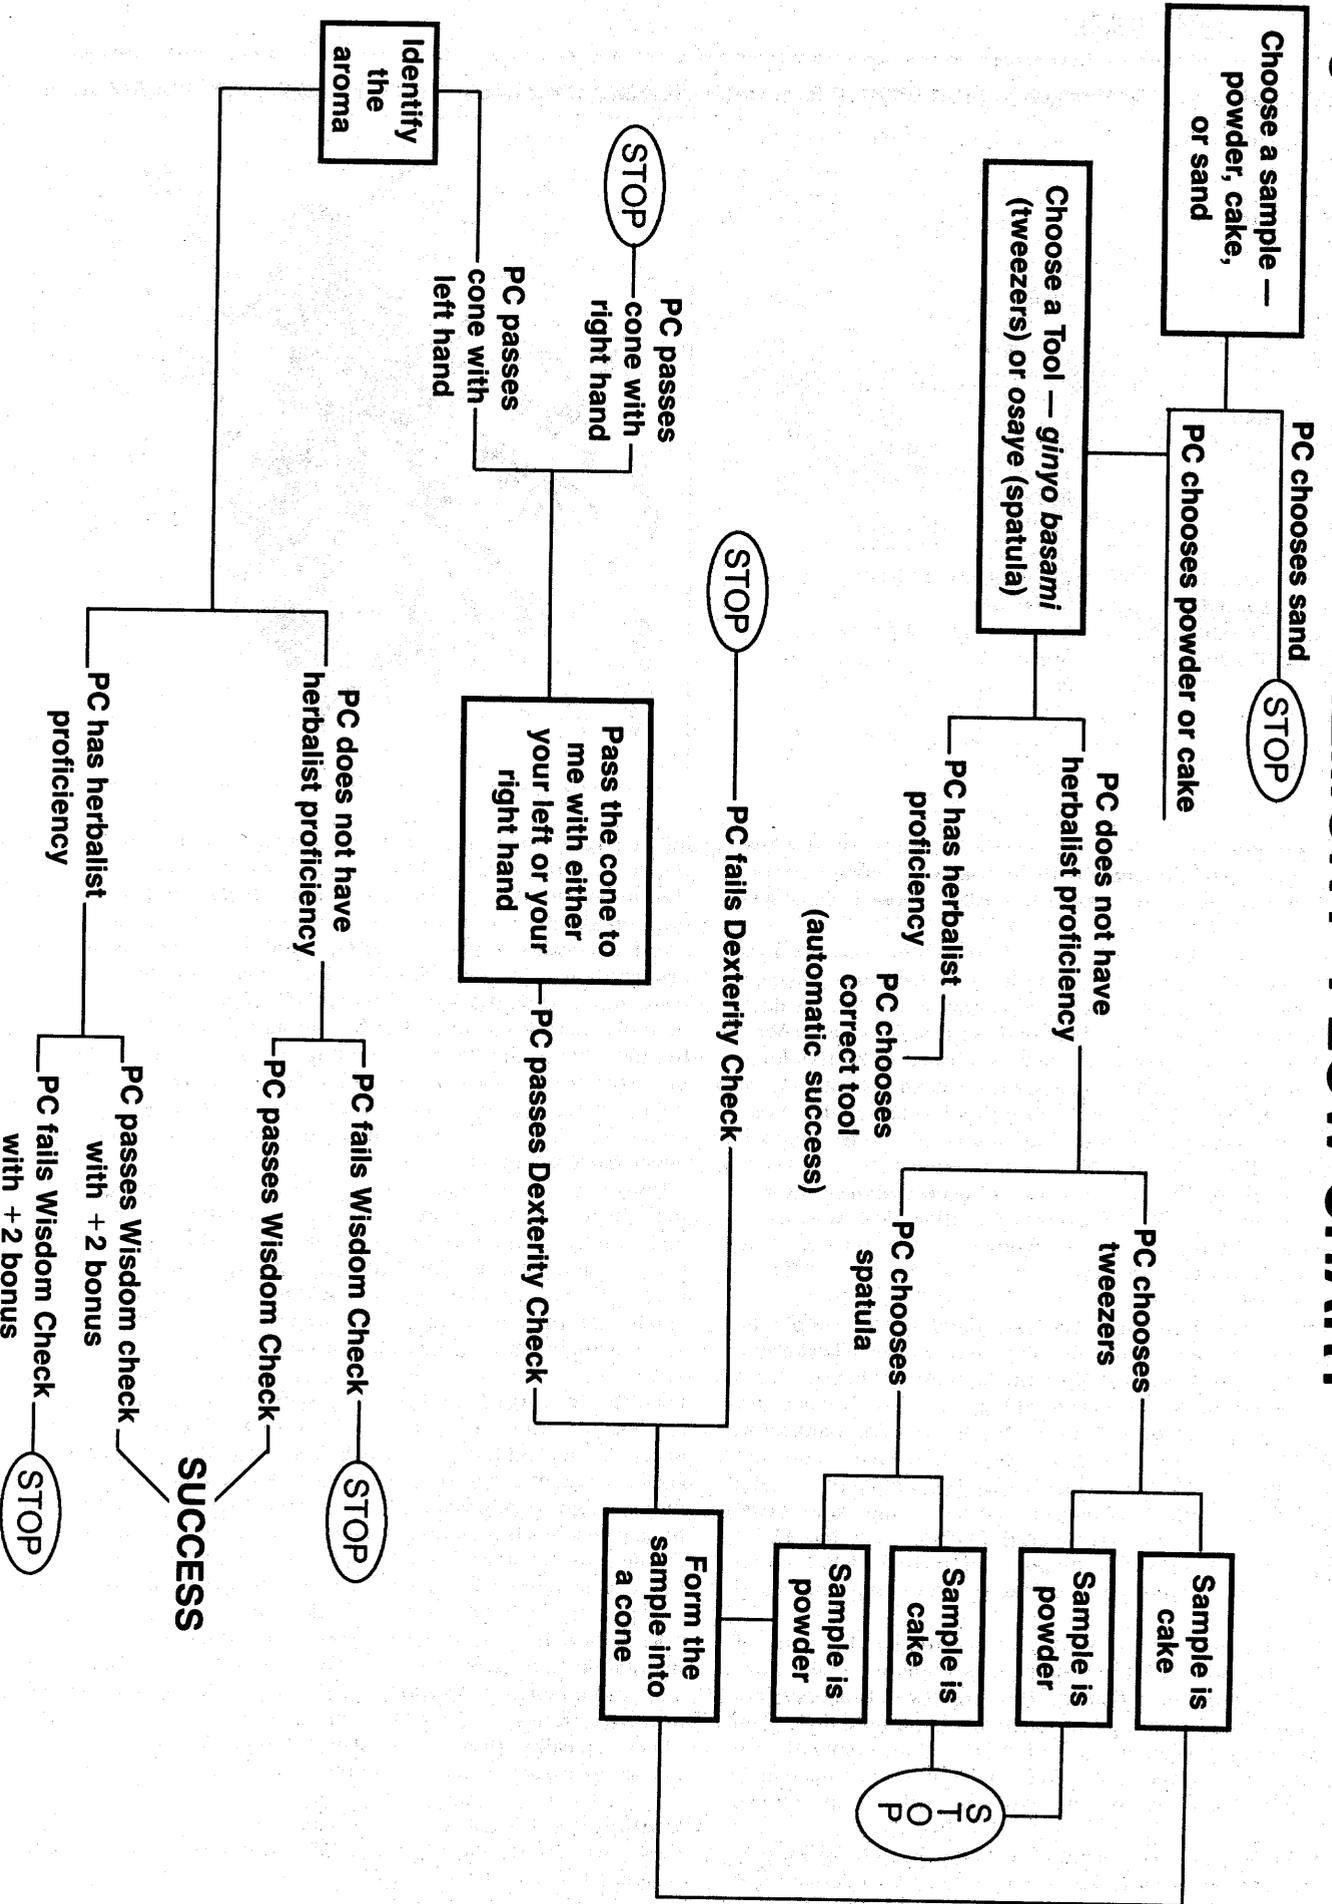 Choose a sample —
powder, cake,
or sand
PC chooses sand
STOP
PC chooses powder or cake
Choose a Tool — ginyo basami
(tweezers) or osaye (spatula)
PC does not have
herbalist proficiency
PC has herbalist
proficiency
PC chooses
correct tool
(automatic success)
PC chooses
tweezers
PC chooses
spatula
Sample is
cake
Sample is
powder
Sample is
cake
Sample is
powder
STOP
Form the
sample into
a cone
PC fails Dexterity Check
STOP
PC passes Dexterity Check
Pass the cone to
me with either
your left or your
right hand
PC passes
cone with
right hand
STOP
PC passes
cone with
left hand
Identify
the
aroma
PC does not have
herbalist proficiency
PC has herbalist
proficiency
PC fails Wisdom Check
STOP
PC passes Wisdom Check
SUCCESS
PC passes Wisdom check
with +2 bonus
PC fails Wisdom Check
with +2 bonus
STOP